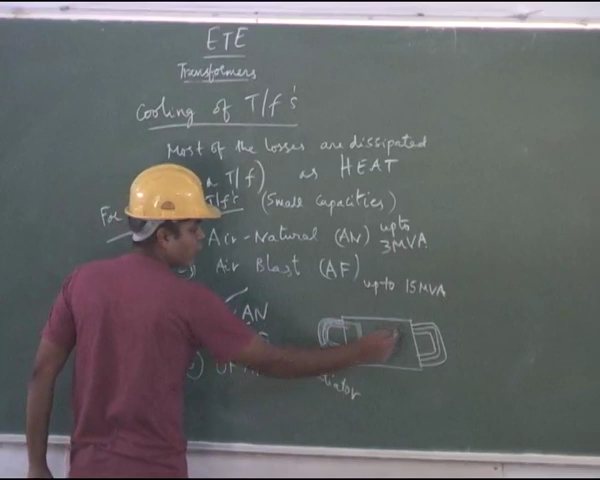 ETE
Transformers
Cooling of T/f's
Most of the losses are dissipated
a T/f) as HEAT
For T/f's (Small Capacities)
Air-Natural (AN) upto 3MVA
Air Blast (AF)
upto 15MVA
AN